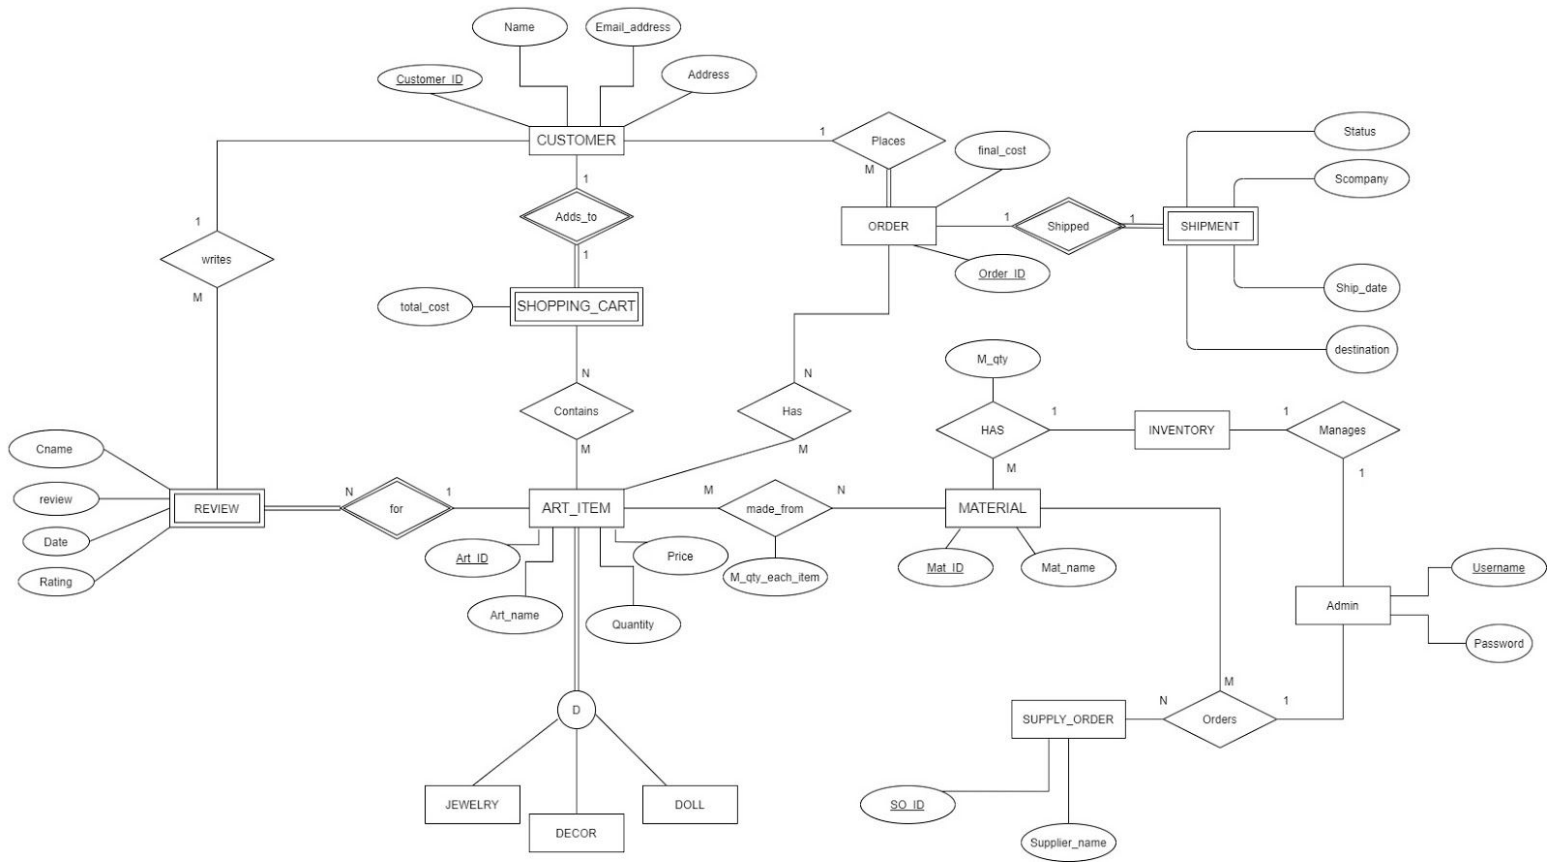 Name
Email_address
Customer_ID
Address
CUSTOMER
1
Places
M
final_cost
Status
Scompany
1
Adds_to
1
1
writes
M
ORDER
1
Shipped
1
SHIPMENT
Order_ID
Ship_date
total_cost
SHOPPING_CART
destination
M_qty
N
Contains
M
N
Has
M
HAS
1
INVENTORY
1
Manages
1
M
Cname
review
Date
Rating
REVIEW
N
for
1
ART_ITEM
M
made_from
N
MATERIAL
Art_ID
Price
M_qty_each_item
Mat_ID
Mat_name
Art_name
Quantity
Admin
Username
Password
D
M
SUPPLY_ORDER
N
Orders
1
JEWELRY
DECOR
DOLL
SO_ID
Supplier_name